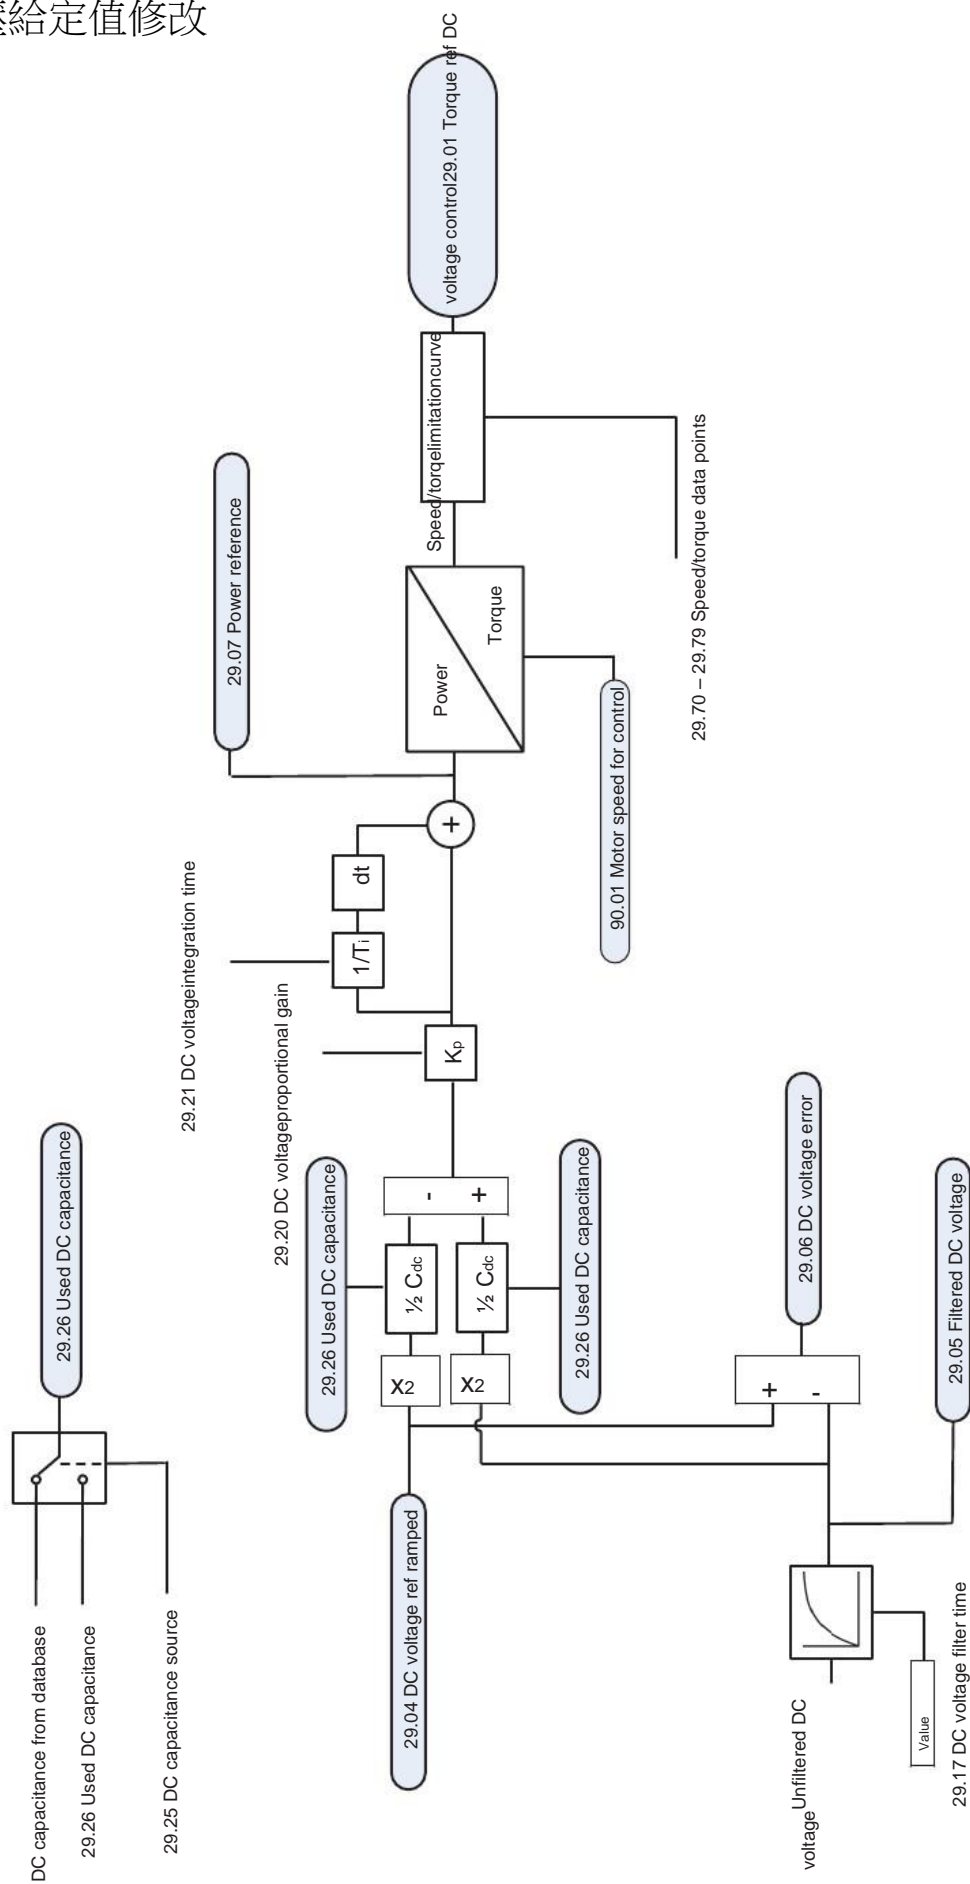 給定值修改
DC capacitance from database
29.26 Used DC capacitance
29.25 DC capacitance source
29.26 Used DC capacitance
29.21 DC voltageintegration time
29.20 DC voltageproportional gain
29.07 Power reference
29.04 DC voltage ref ramped
29.26 Used DC capacitance
x2
½ Cdc
-
x2
½ Cdc
+
29.26 Used DC capacitance
Kp
1/Ti
dt
+
Power
Torque
Speed/torqelimitationcurve
voltage control29.01 Torque ref DC
90.01 Motor speed for control
29.70 – 29.79 Speed/torque data points
+
-
29.06 DC voltage error
29.05 Filtered DC voltage
voltage Unfiltered DC
Value
29.17 DC voltage filter time